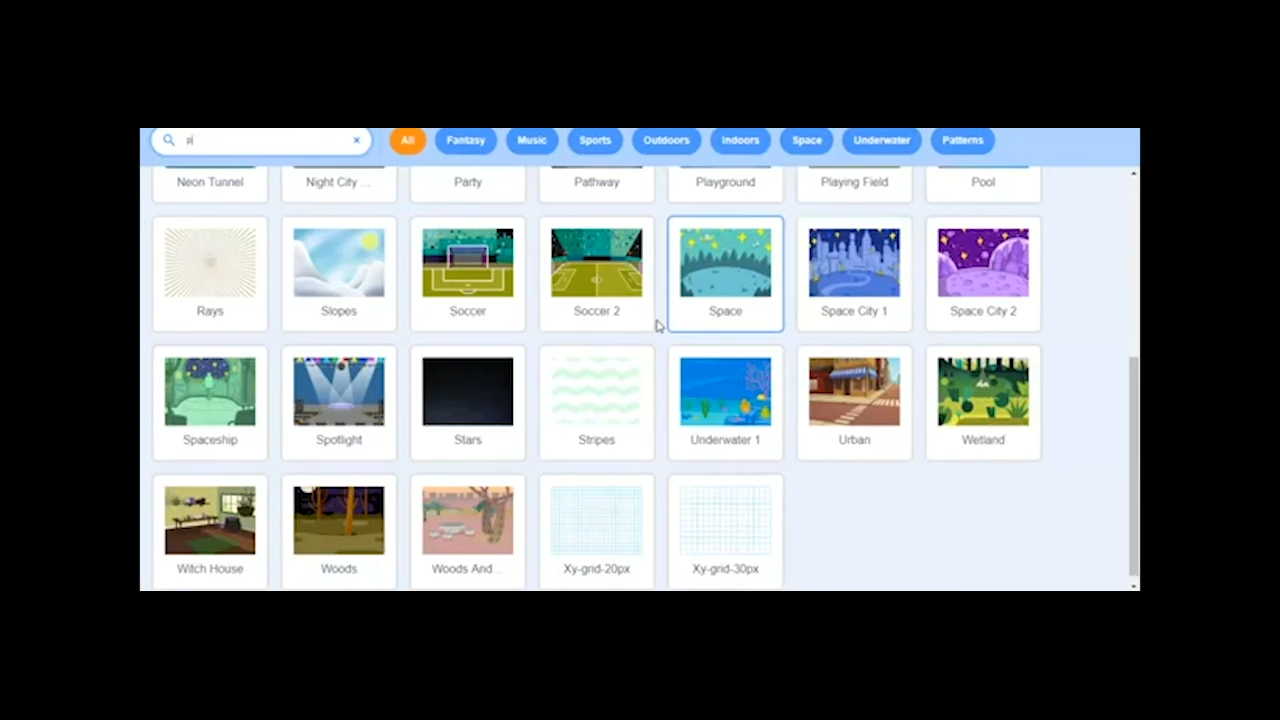 p
All
Fantasy
Music
Sports
Outdoors
Indoors
Space
Underwater
Patterns
Neon Tunnel
Night City ...
Party
Pathway
Playground
Playing Field
Pool
Rays
Slopes
Soccer
Soccer 2
Space
Space City 1
Space City 2
Spaceship
Spotlight
Stars
Stripes
Underwater 1
Urban
Wetland
Witch House
Woods
Woods And...
Xy-grid-20px
Xy-grid-30px